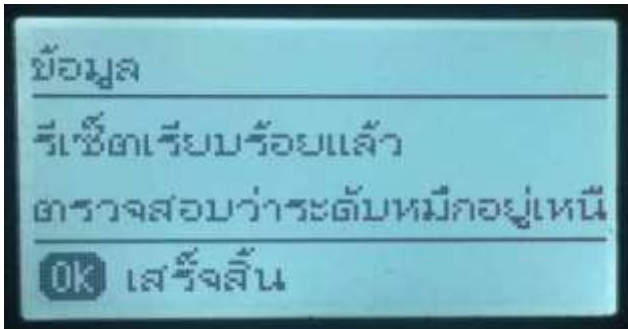 ข้อมูล
รีเซ็ตเรียบร้อยแล้ว
ตรวจสอบว่าระดับหมึกอยู่เหนื
OK เสร็จสิ้น